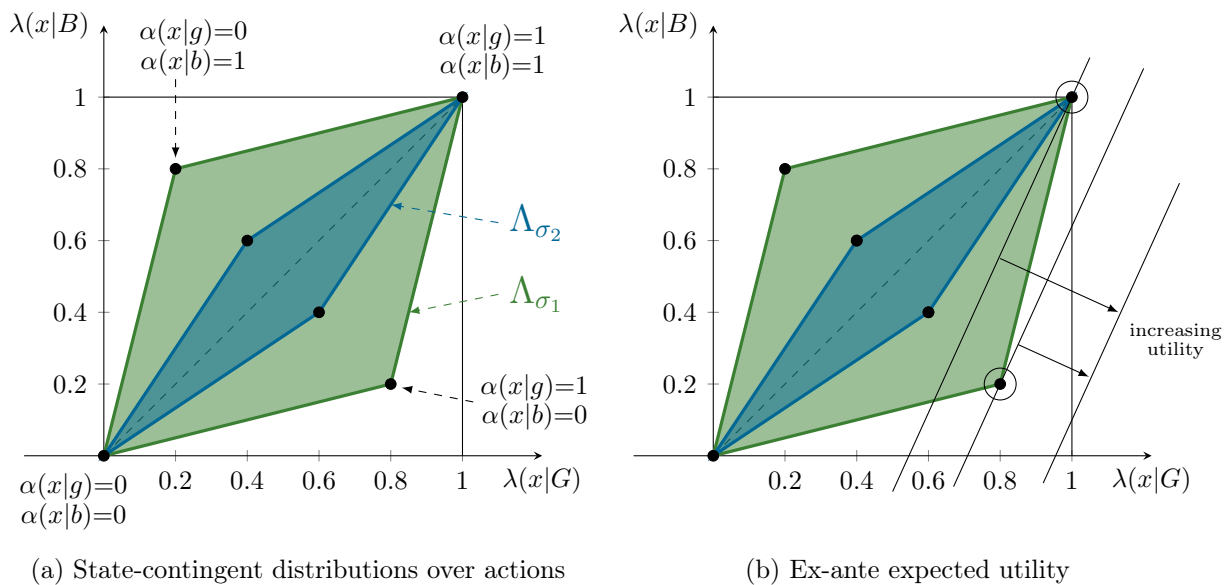 λ(x|B)
α(x|g)=0
α(x|b)=1
α(x|g)=1
α(x|b)=1
1
0.8
0.6
0.4
0.2
Λσ₂
Λσ₁
α(x|g)=1
α(x|b)=0
0.2 0.4 0.6 0.8 1 λ(x|G)
α(x|g)=0
α(x|b)=0
(a) State-contingent distributions over actions
λ(x|B)
1
0.8
0.6
0.4
0.2
increasing
utility
0.2 0.4 0.6 0.8 1 λ(x|G)
(b) Ex-ante expected utility